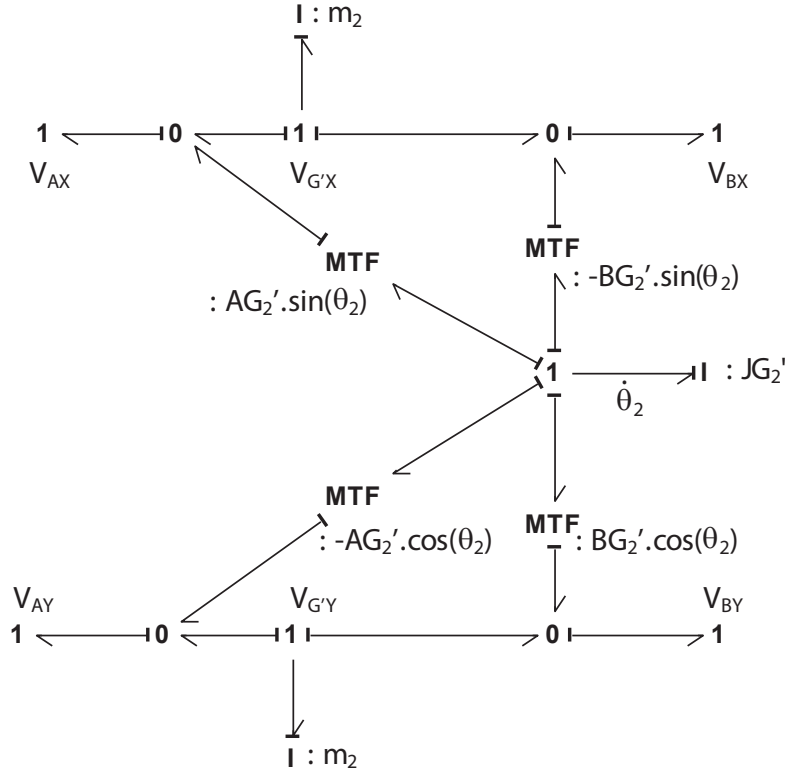 I : m₂
1 0 1 0 1
V_AX V_G'X V_BX
MTF MTF
: AG₂'.sin(θ₂) : -BG₂'.sin(θ₂)
1 I : JG₂'
θ̇₂
MTF MTF
: -AG₂'.cos(θ₂) : BG₂'.cos(θ₂)
V_AY V_G'Y V_BY
1 0 1 0 1
I : m₂